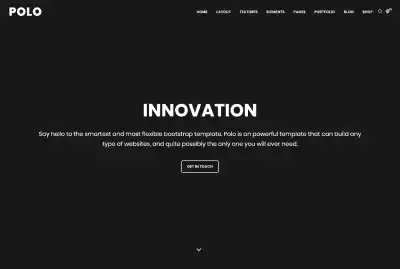 POLO
HOME LAYOUT FEATURES ELEMENTS PAGES PORTFOLIO BLOG SHOP
INNOVATION
Say hello to the smartest and most flexible bootstrap template. Polo is an powerful template that can build any
type of websites, and quite possibly the only one you will ever need.
GET IN TOUCH